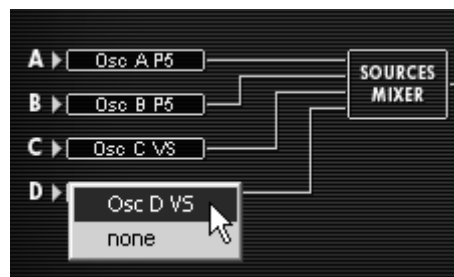 A Osc A P5
SOURCES
MIXER
B Osc B P5
C Osc C VS
D
Osc D VS
none